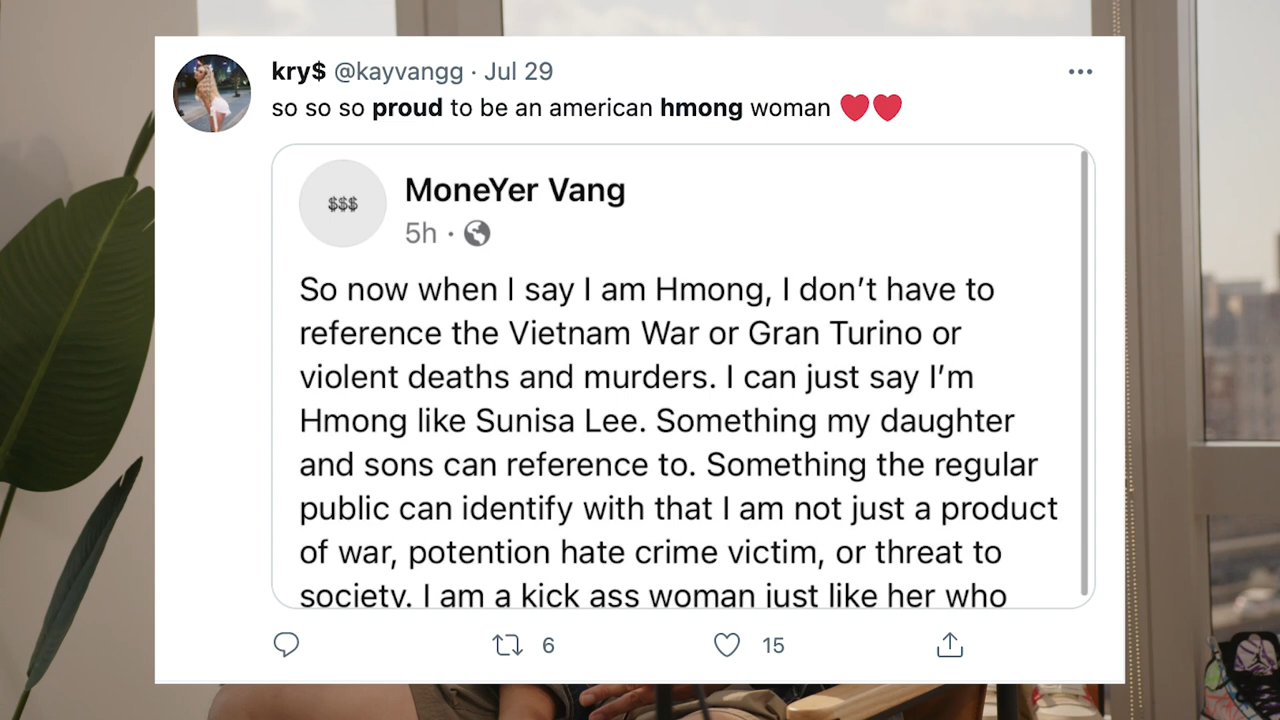 kry$ @kayvangg · Jul 29
so so so proud to be an american hmong woman ❤️❤️
$$$
MoneYer Vang
5h ·
So now when I say I am Hmong, I don't have to
reference the Vietnam War or Gran Turino or
violent deaths and murders. I can just say I'm
Hmong like Sunisa Lee. Something my daughter
and sons can reference to. Something the regular
public can identify with that I am not just a product
of war, potention hate crime victim, or threat to
society. I am a kick ass woman just like her who
6
15